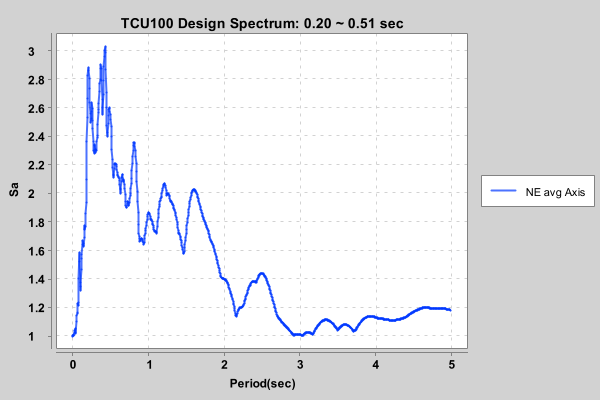 TCU100 Design Spectrum: 0.20 ~ 0.51 sec
3
2.8
2.6
2.4
2.2
2
1.8
1.6
1.4
1.2
1
Sa
0 1 2 3 4 5
Period(sec)
NE avg Axis